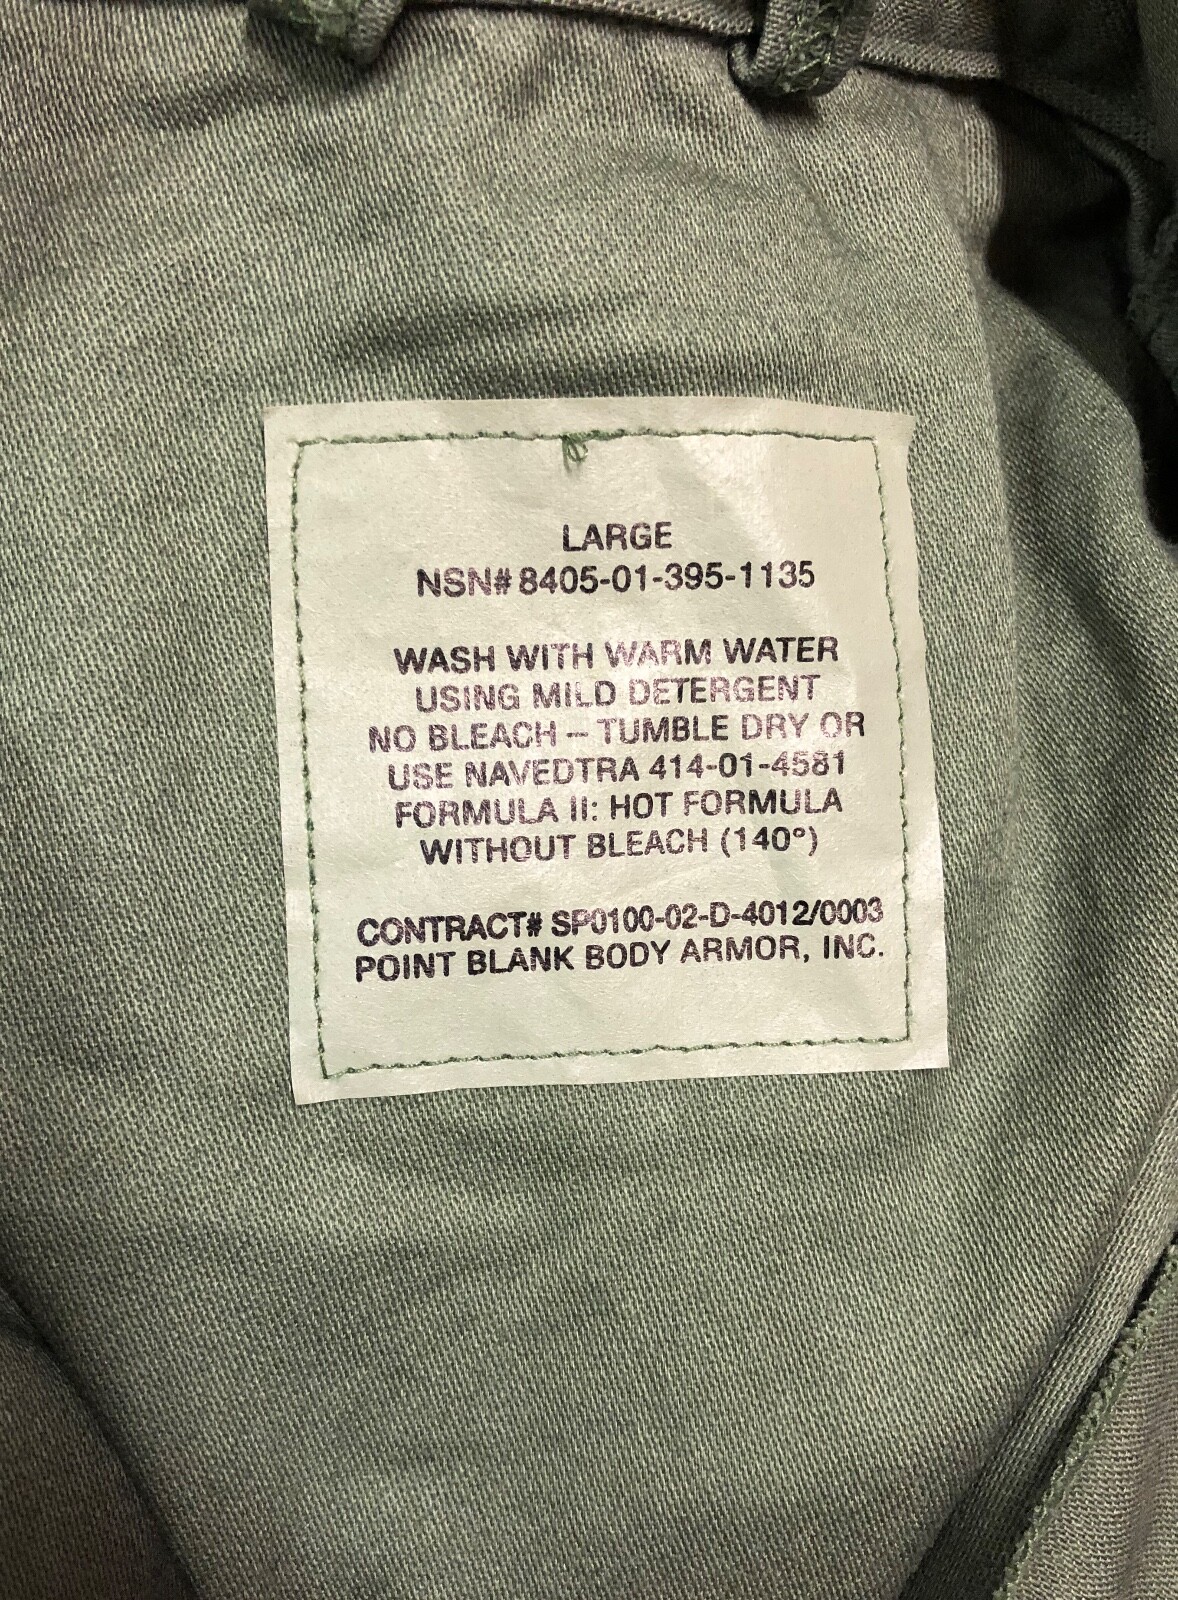 LARGE
NSN# 8405-01-395-1135
WASH WITH WARM WATER
USING MILD DETERGENT
NO BLEACH – TUMBLE DRY OR
USE NAVEDTRA 414-01-4581
FORMULA II: HOT FORMULA
WITHOUT BLEACH (140°)
CONTRACT# SP0100-02-D-4012/0003
POINT BLANK BODY ARMOR, INC.